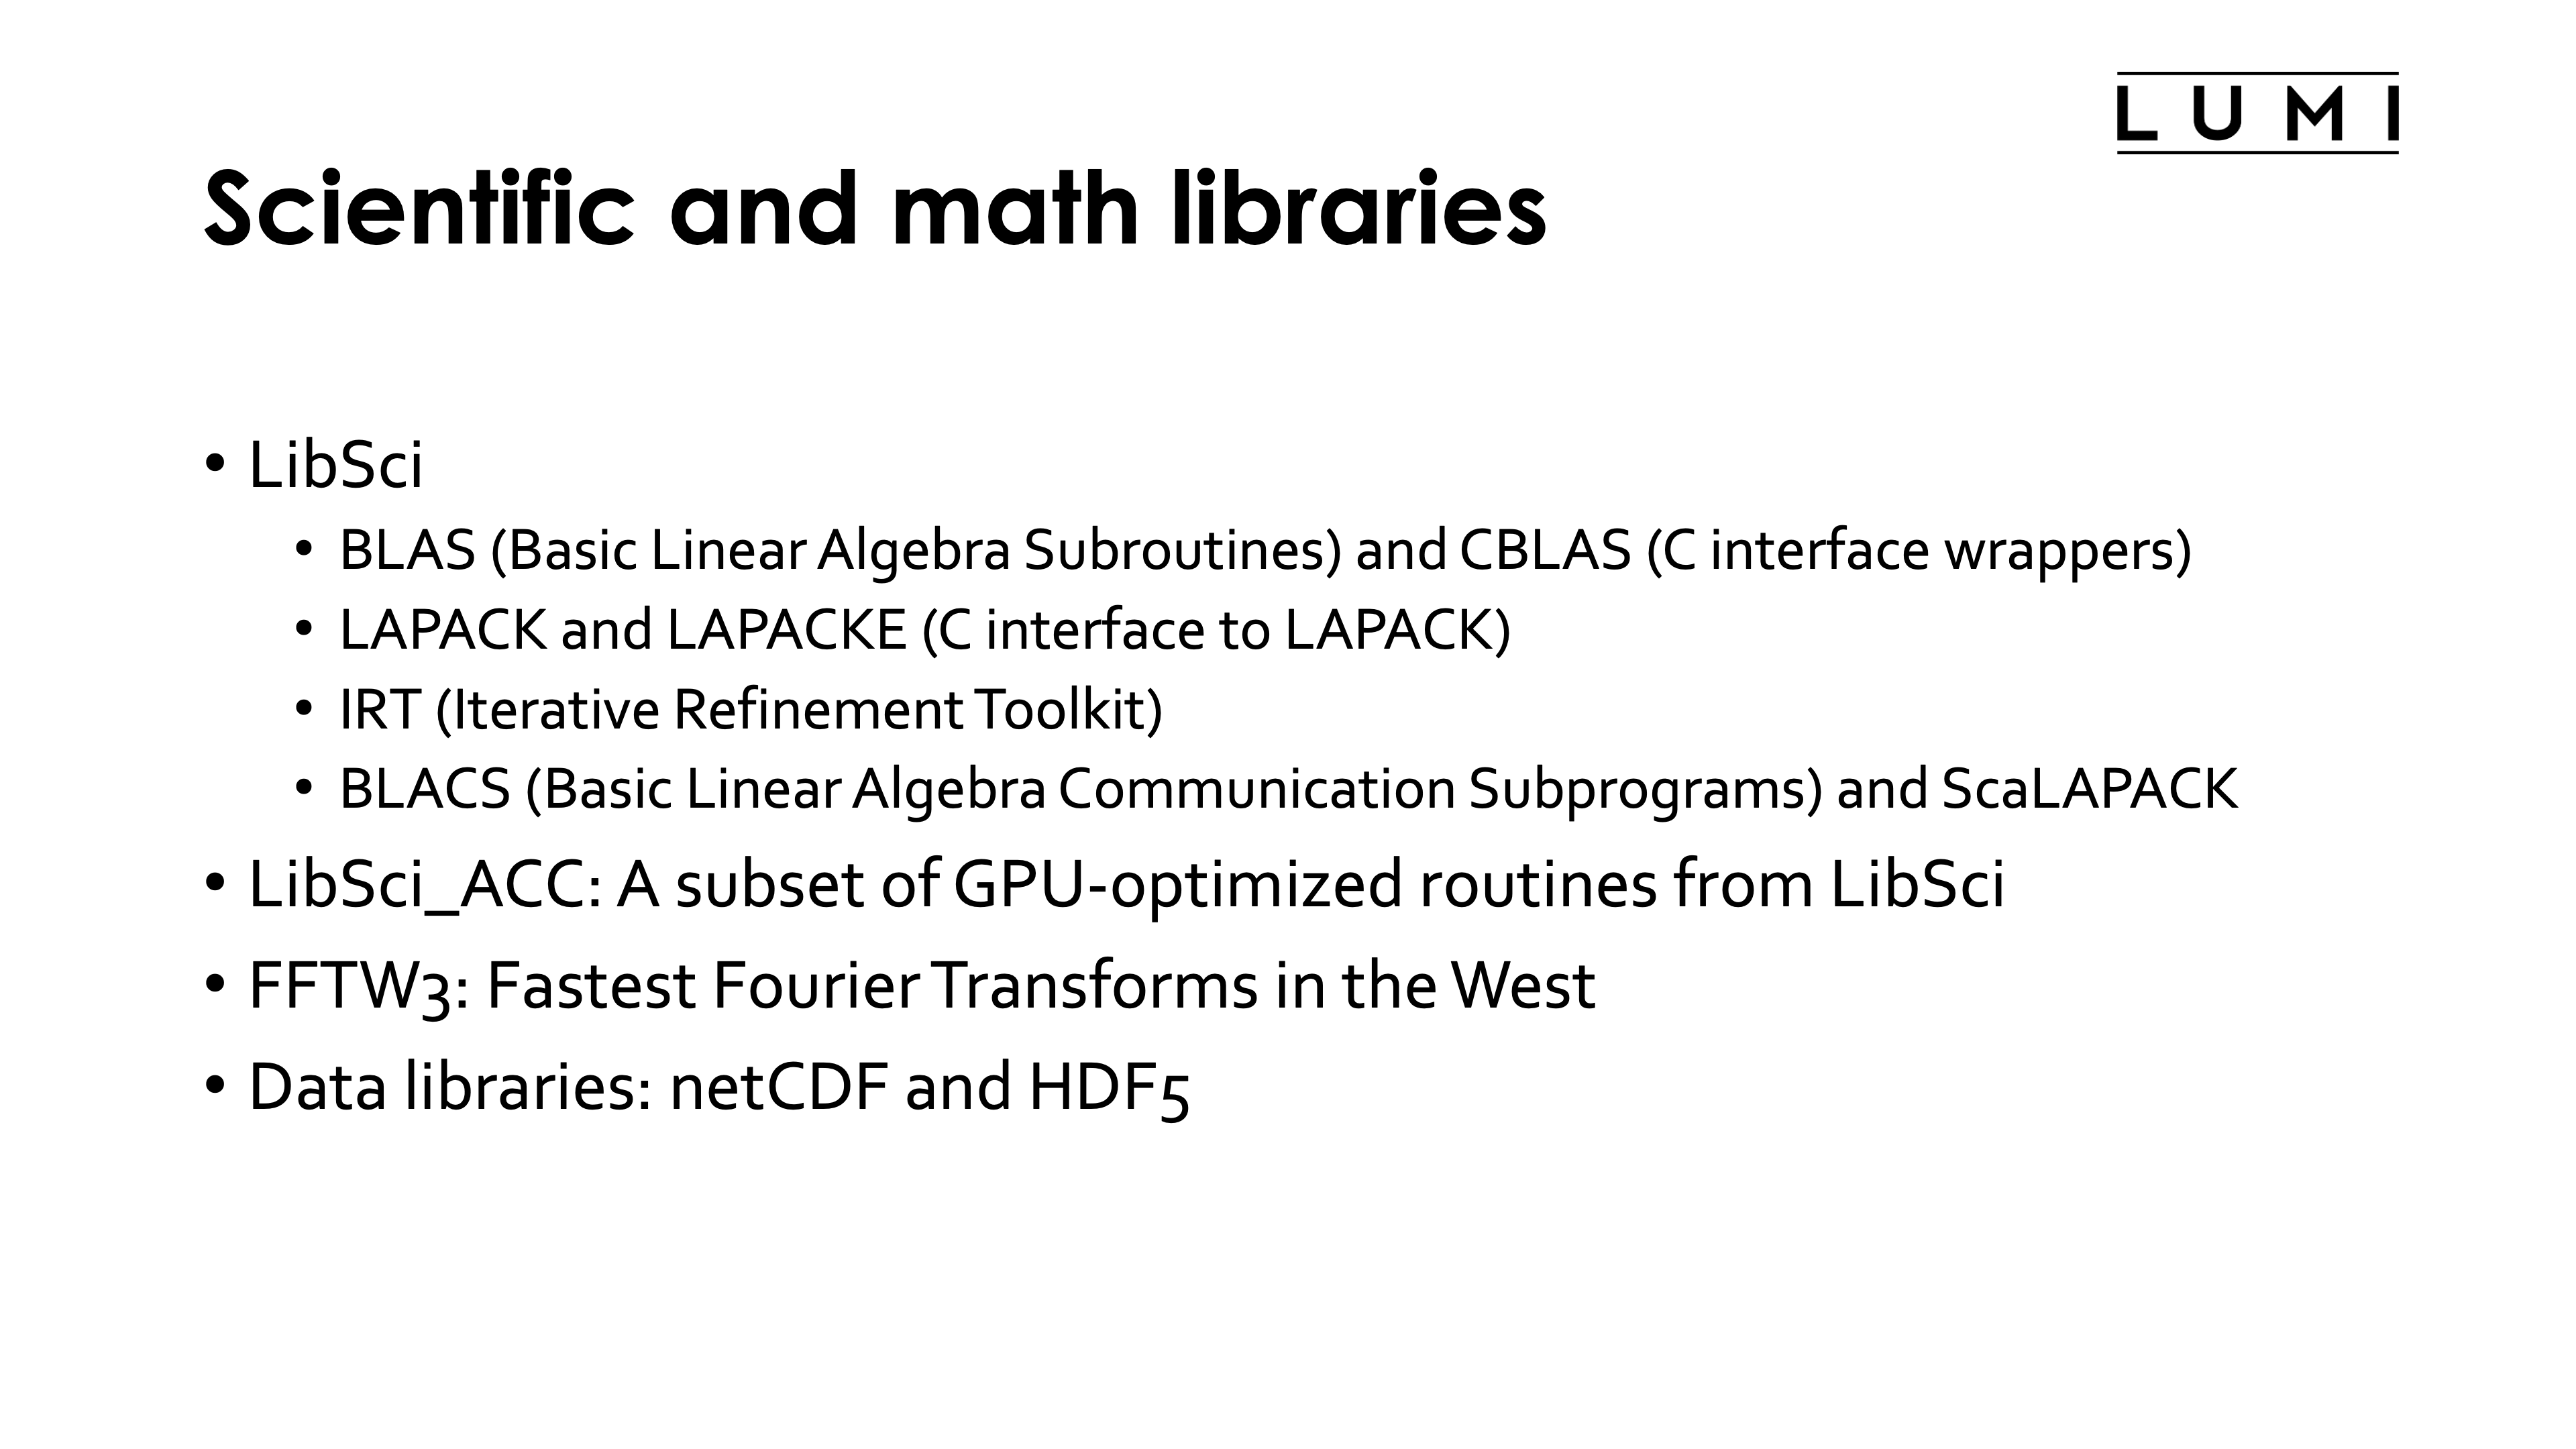 LUMI
Scientific and math libraries
• LibSci
• BLAS (Basic Linear Algebra Subroutines) and CBLAS (C interface wrappers)
• LAPACK and LAPACKE (C interface to LAPACK)
• IRT (Iterative Refinement Toolkit)
• BLACS (Basic Linear Algebra Communication Subprograms) and ScaLAPACK
• LibSci_ACC: A subset of GPU-optimized routines from LibSci
• FFTW3: Fastest Fourier Transforms in the West
• Data libraries: netCDF and HDF5